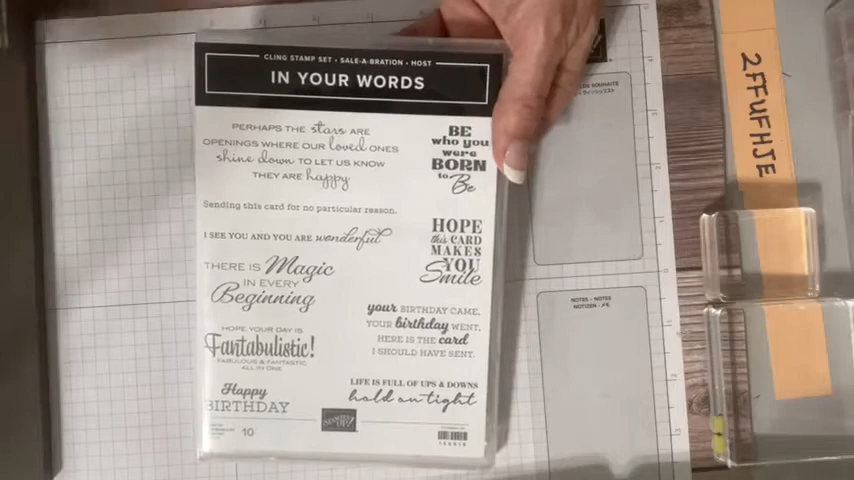 CLING STAMP SET • SALE-A-BRATION • HOST
IN YOUR WORDS
PERHAPS THE stars ARE
OPENINGS WHERE OUR loved ONES
shine down TO LET US KNOW
THEY ARE happy
BE
who you
were
BORN
to Be
Sending this card for no particular reason.
I SEE YOU AND YOU ARE wonderful
HOPE
this CARD
MAKES
YOU
Smile
THERE IS Magic
IN EVERY
Beginning
your BIRTHDAY CAME.
YOUR birthday WENT.
HERE IS THE card
I SHOULD HAVE SENT.
HOPE YOUR DAY IS
Fantabulistic!
FABULOUS & FANTASTIC
ALL IN ONE
Happy
BIRTHDAY
LIFE IS FULL OF UPS & DOWNS
hold on tight
STAMPIN' UP!
10
NOTES • NOTES
2FFUFHJE